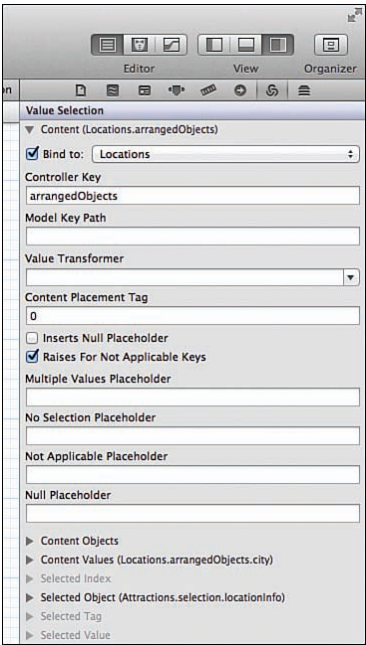 Editor
View
Organizer
on
Value Selection
Content (Locations.arrangedObjects)
Bind to: Locations
Controller Key
arrangedObjects
Model Key Path
Value Transformer
Content Placement Tag
0
Inserts Null Placeholder
Raises For Not Applicable Keys
Multiple Values Placeholder
No Selection Placeholder
Not Applicable Placeholder
Null Placeholder
Content Objects
Content Values (Locations.arrangedObjects.city)
Selected Index
Selected Object (Attractions.selection.locationInfo)
Selected Tag
Selected Value